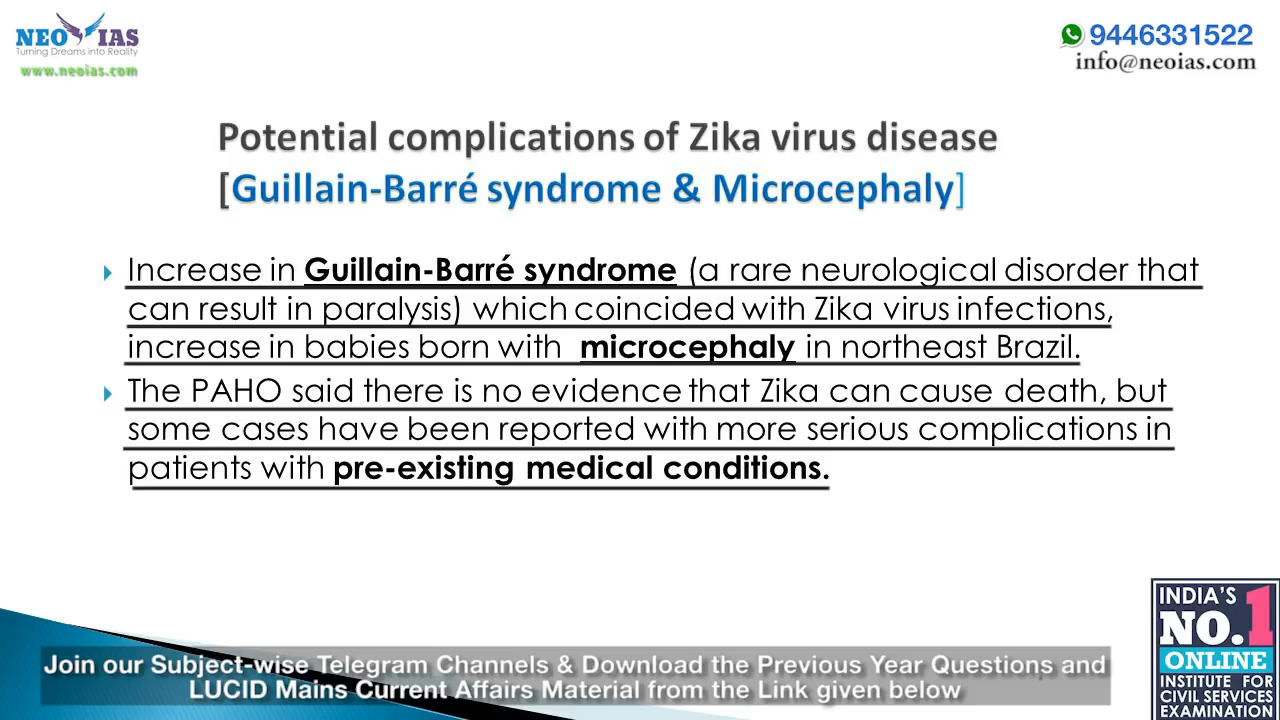 NEO IAS
Turning Dreams into Reality
www.neoias.com
9446331522
info@neoias.com
Potential complications of Zika virus disease
[Guillain-Barré syndrome & Microcephaly]
Increase in Guillain-Barré syndrome (a rare neurological disorder that
can result in paralysis) which coincided with Zika virus infections,
increase in babies born with microcephaly in northeast Brazil.
The PAHO said there is no evidence that Zika can cause death, but
some cases have been reported with more serious complications in
patients with pre-existing medical conditions.
Join our Subject-wise Telegram Channels & Download the Previous Year Questions and
LUCID Mains Current Affairs Material from the Link given below
INDIA'S
NO.1
ONLINE
INSTITUTE FOR
CIVIL SERVICES
EXAMINATION